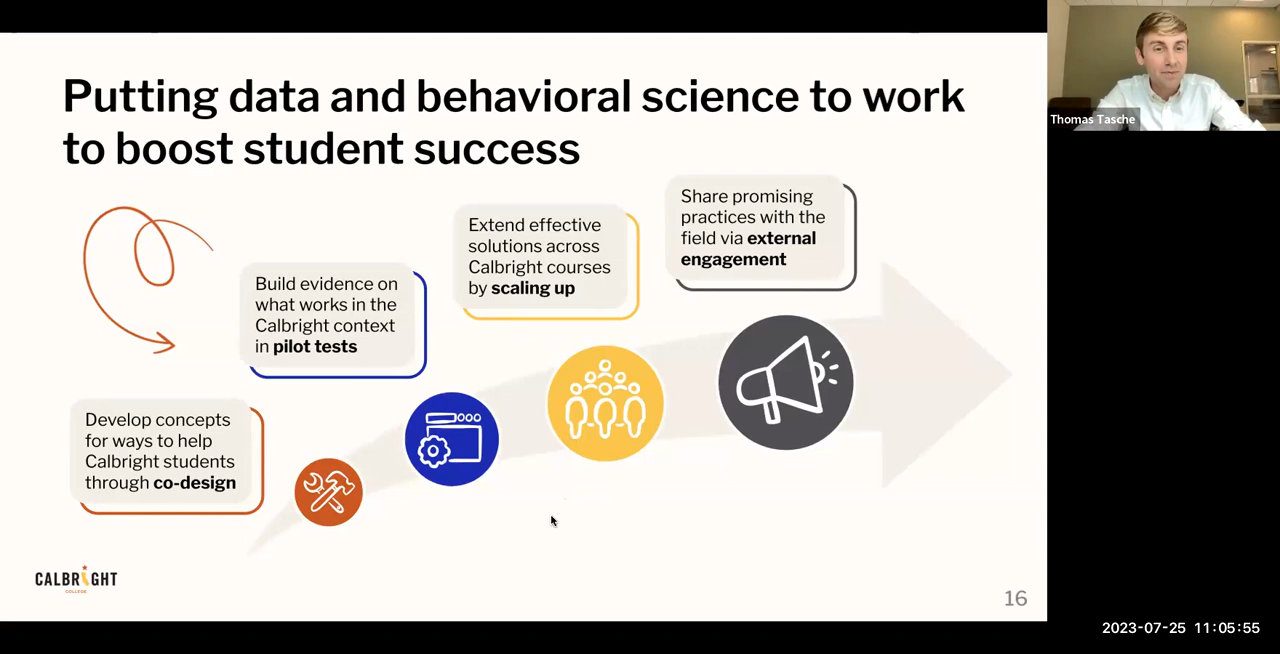 Putting data and behavioral science to work
to boost student success
Thomas Tasche
Share promising
practices with the
field via external
engagement
Extend effective
solutions across
Calbright courses
by scaling up
Build evidence on
what works in the
Calbright context
in pilot tests
Develop concepts
for ways to help
Calbright students
through co-design
CALBRIGHT
COLLEGE
16
2023-07-25 11:05:55